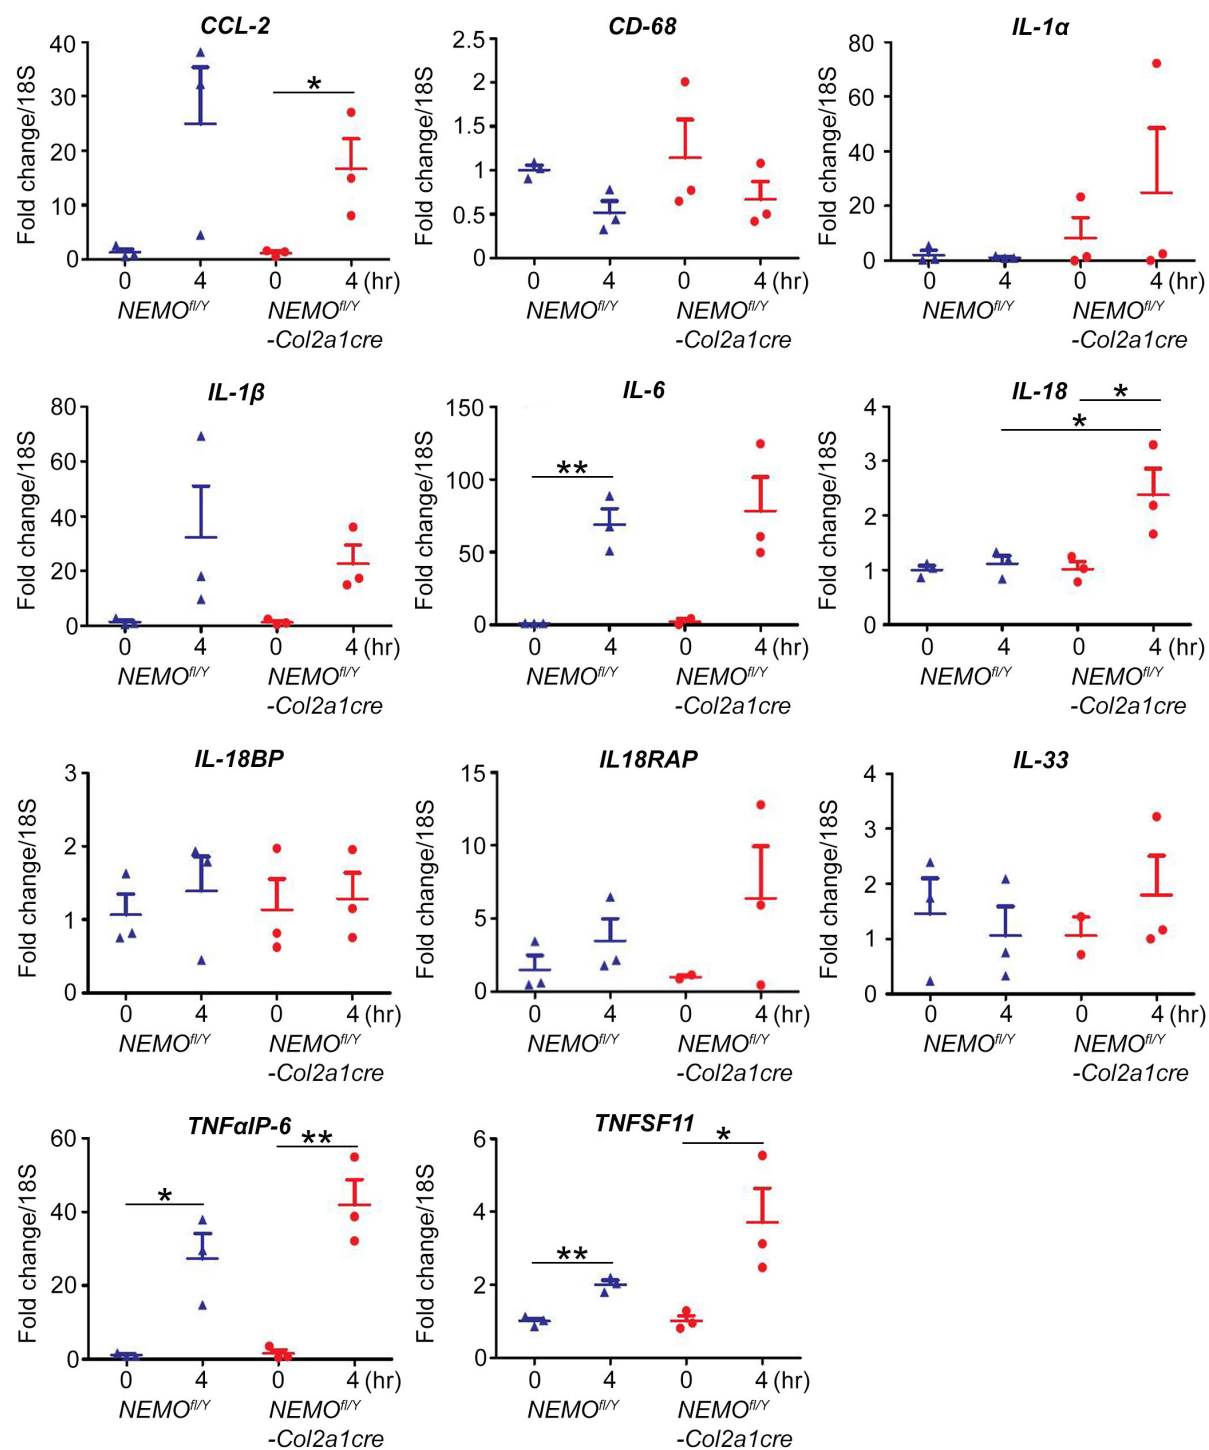 CCL-2
Fold change/18S
40
30
20
10
0
*
0 4 0 4 (hr)
NEMOfl/Y NEMOfl/Y
-Col2a1cre
CD-68
Fold change/18S
2.5
2
1.5
1
0.5
0
0 4 0 4 (hr)
NEMOfl/Y NEMOfl/Y
-Col2a1cre
IL-1α
Fold change/18S
80
60
40
20
0
0 4 0 4 (hr)
NEMOfl/Y NEMOfl/Y
-Col2a1cre
IL-1β
Fold change/18S
80
60
40
20
0
0 4 0 4 (hr)
NEMOfl/Y NEMOfl/Y
-Col2a1cre
IL-6
Fold change/18S
150
100
50
0
**
0 4 0 4 (hr)
NEMOfl/Y NEMOfl/Y
-Col2a1cre
IL-18
Fold change/18S
4
3
2
1
0
*
*
0 4 0 4 (hr)
NEMOfl/Y NEMOfl/Y
-Col2a1cre
IL-18BP
Fold change/18S
3
2
1
0
0 4 0 4 (hr)
NEMOfl/Y NEMOfl/Y
-Col2a1cre
IL18RAP
Fold change/18S
15
10
5
0
0 4 0 4 (hr)
NEMOfl/Y NEMOfl/Y
-Col2a1cre
IL-33
Fold change/18S
4
3
2
1
0
0 4 0 4 (hr)
NEMOfl/Y NEMOfl/Y
-Col2a1cre
TNFαIP-6
Fold change/18S
60
40
20
0
*
**
0 4 0 4 (hr)
NEMOfl/Y NEMOfl/Y
-Col2a1cre
TNFSF11
Fold change/18S
6
4
2
0
**
*
0 4 0 4 (hr)
NEMOfl/Y NEMOfl/Y
-Col2a1cre